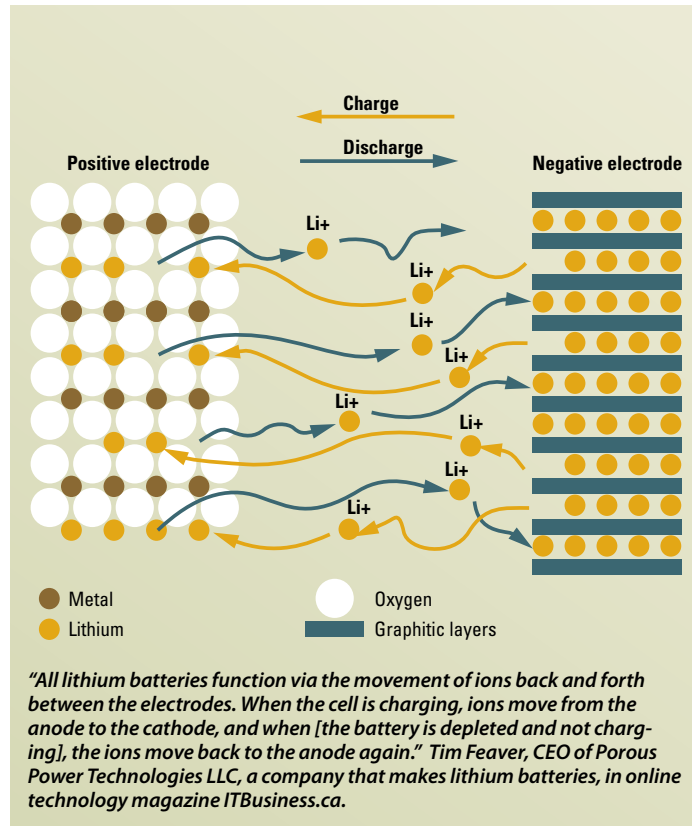 Charge
Discharge
Positive electrode
Negative electrode
Li+
Li+
Li+
Li+
Li+
Li+
Li+
Li+
Metal
Oxygen
Lithium
Graphitic layers
"All lithium batteries function via the movement of ions back and forth
between the electrodes. When the cell is charging, ions move from the
anode to the cathode, and when [the battery is depleted and not charg-
ing], the ions move back to the anode again." Tim Feaver, CEO of Porous
Power Technologies LLC, a company that makes lithium batteries, in online
technology magazine ITBusiness.ca.